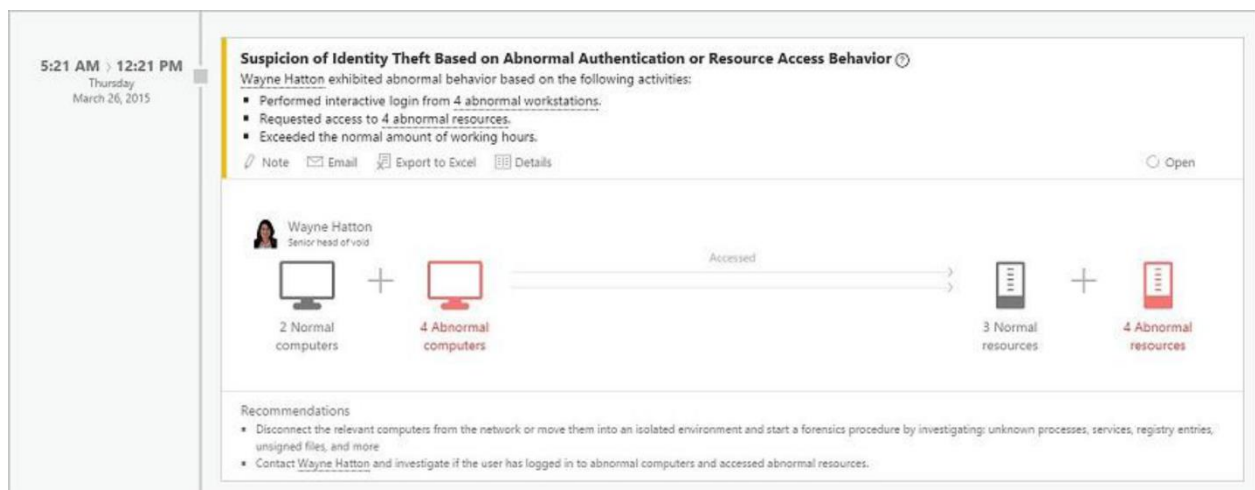 5:21 AM > 12:21 PM
Thursday
March 26, 2015
Suspicion of Identity Theft Based on Abnormal Authentication or Resource Access Behavior ?
Wayne Hatton exhibited abnormal behavior based on the following activities:
▪ Performed interactive login from 4 abnormal workstations.
▪ Requested access to 4 abnormal resources.
▪ Exceeded the normal amount of working hours.
Note Email Export to Excel Details Open
Wayne Hatton
Senior head of void
Accessed
2 Normal
computers
4 Abnormal
computers
3 Normal
resources
4 Abnormal
resources
Recommendations
▪ Disconnect the relevant computers from the network or move them into an isolated environment and start a forensics procedure by investigating: unknown processes, services, registry entries,
unsigned files, and more
▪ Contact Wayne Hatton and investigate if the user has logged in to abnormal computers and accessed abnormal resources.